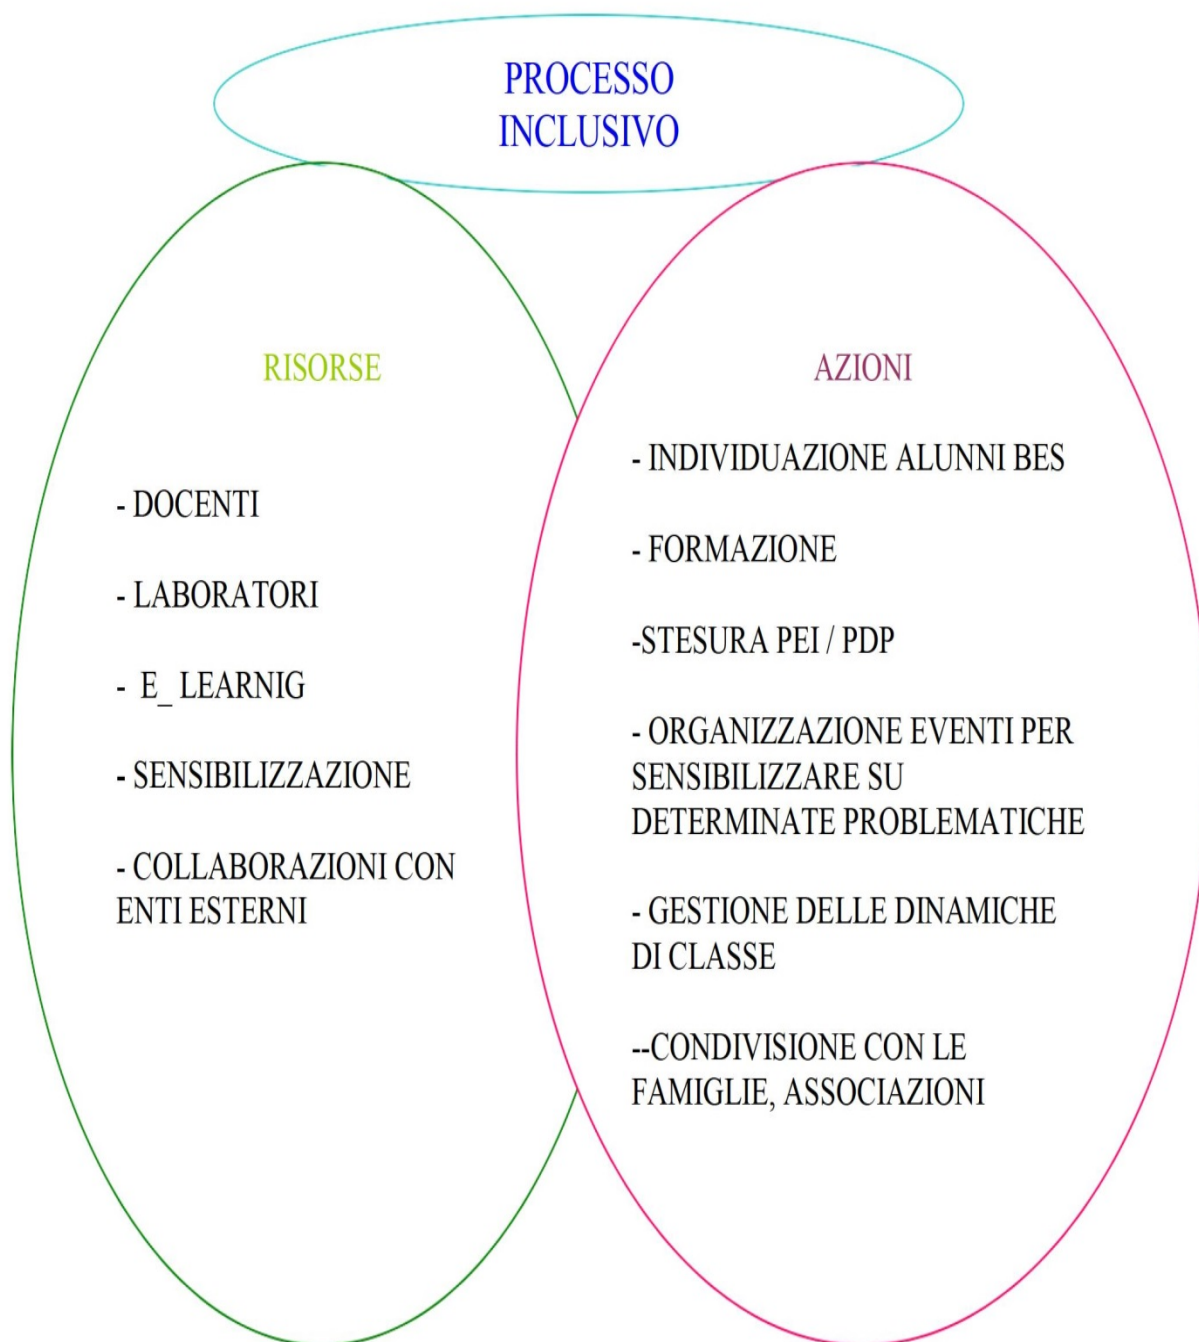 PROCESSO
INCLUSIVO
RISORSE
- DOCENTI
- LABORATORI
- E_ LEARNIG
- SENSIBILIZZAZIONE
- COLLABORAZIONI CON
ENTI ESTERNI
AZIONI
- INDIVIDUAZIONE ALUNNI BES
- FORMAZIONE
-STESURA PEI / PDP
- ORGANIZZAZIONE EVENTI PER
SENSIBILIZZARE SU
DETERMINATE PROBLEMATICHE
- GESTIONE DELLE DINAMICHE
DI CLASSE
--CONDIVISIONE CON LE
FAMIGLIE, ASSOCIAZIONI